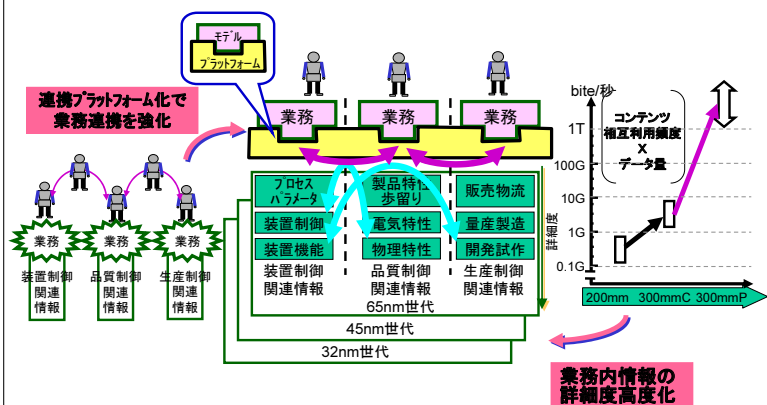 モデル
プラットフォーム
連携プラットフォーム化で
業務連携を強化
業務
業務
業務
業務
業務
業務
装置制御
関連
情報
品質制御
関連
情報
生産制御
関連
情報
プロセス
パラメータ
装置制御
装置機能
装置制御
関連情報
製品特性
歩留り
電気特性
物理特性
品質制御
関連情報
販売物流
量産製造
開発試作
生産制御
関連情報
65nm世代
45nm世代
32nm世代
詳細度
bite/秒
コンテンツ
相互利用頻度
X
データ量
1T
100G
10G
1G
0.1G
200mm 300mmC 300mmP
業務内情報の
詳細度高度化